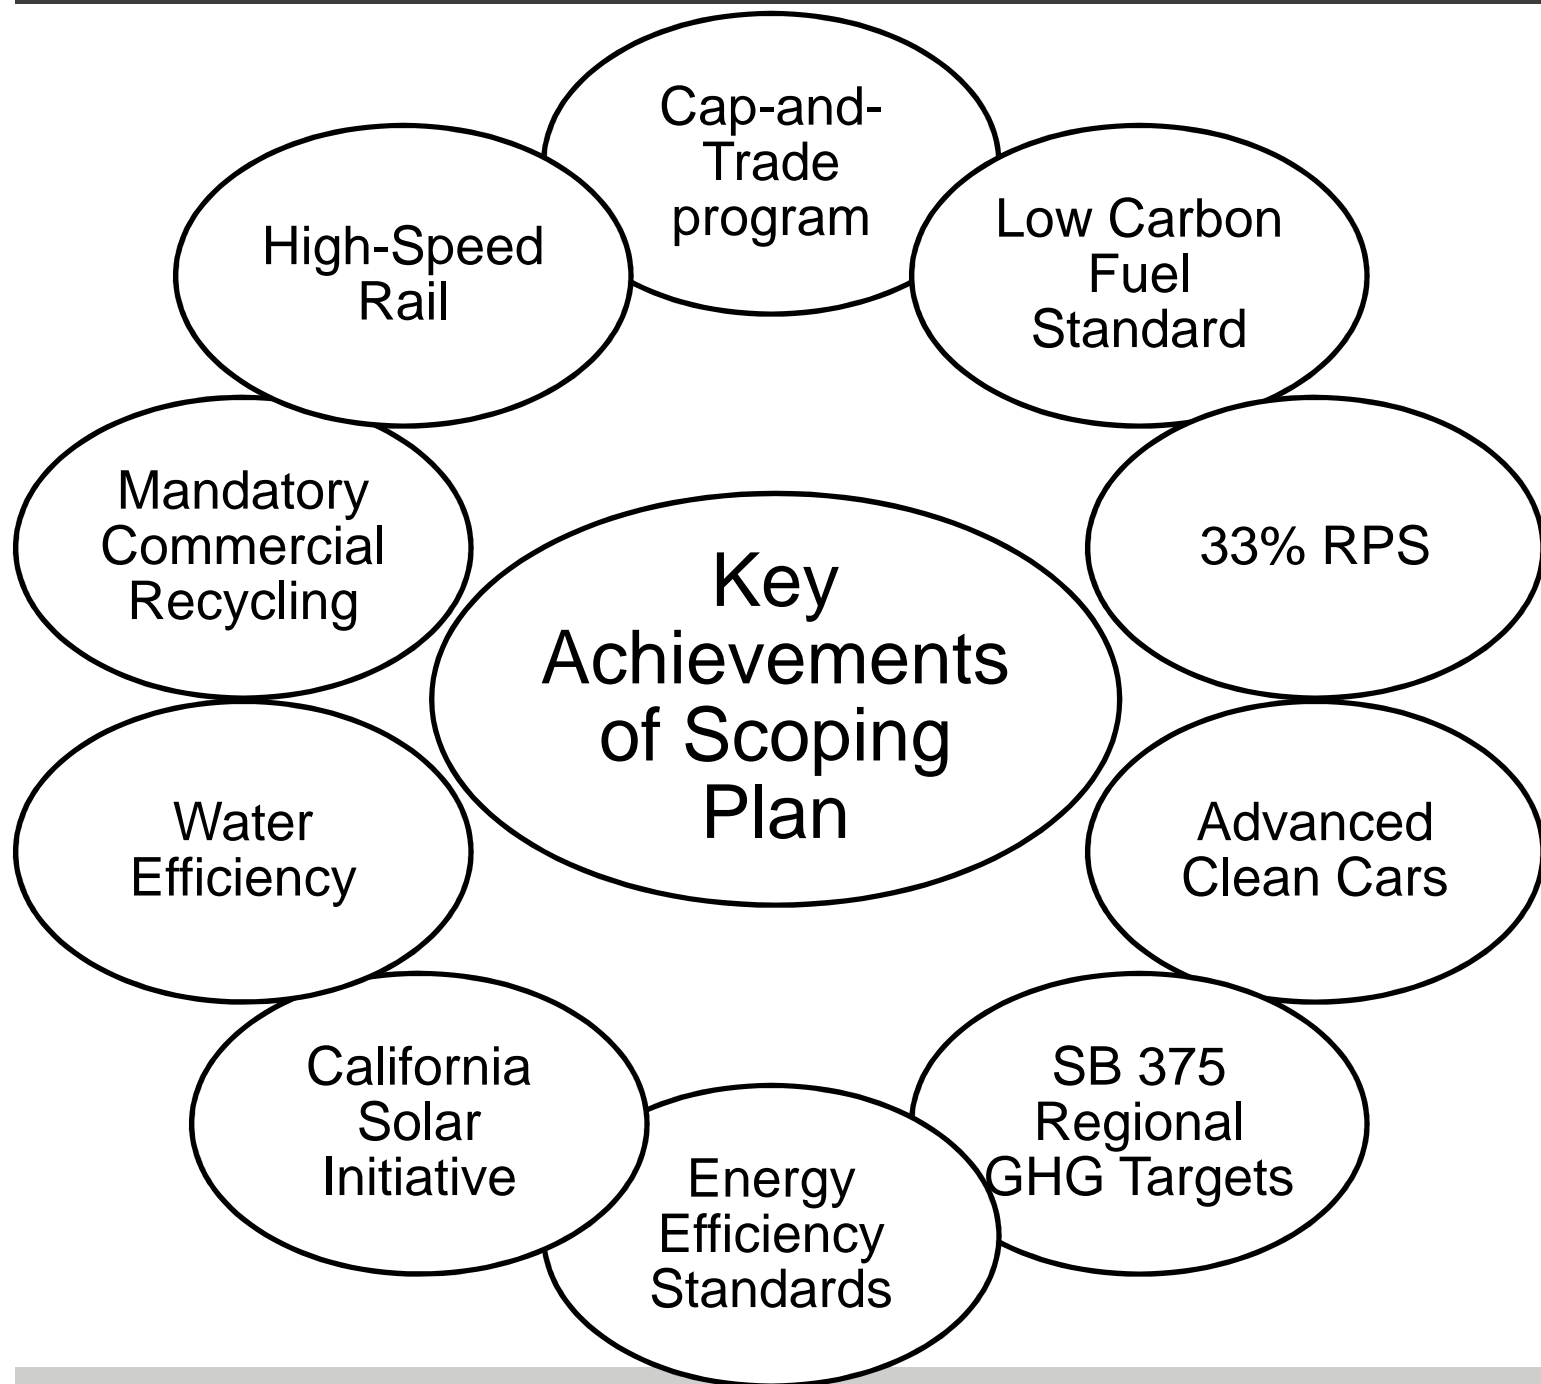 Cap-and-
Trade
program
Low Carbon
Fuel
Standard
33% RPS
Advanced
Clean Cars
SB 375
Regional
GHG Targets
Energy
Efficiency
Standards
California
Solar
Initiative
Water
Efficiency
Mandatory
Commercial
Recycling
High-Speed
Rail
Key
Achievements
of Scoping
Plan